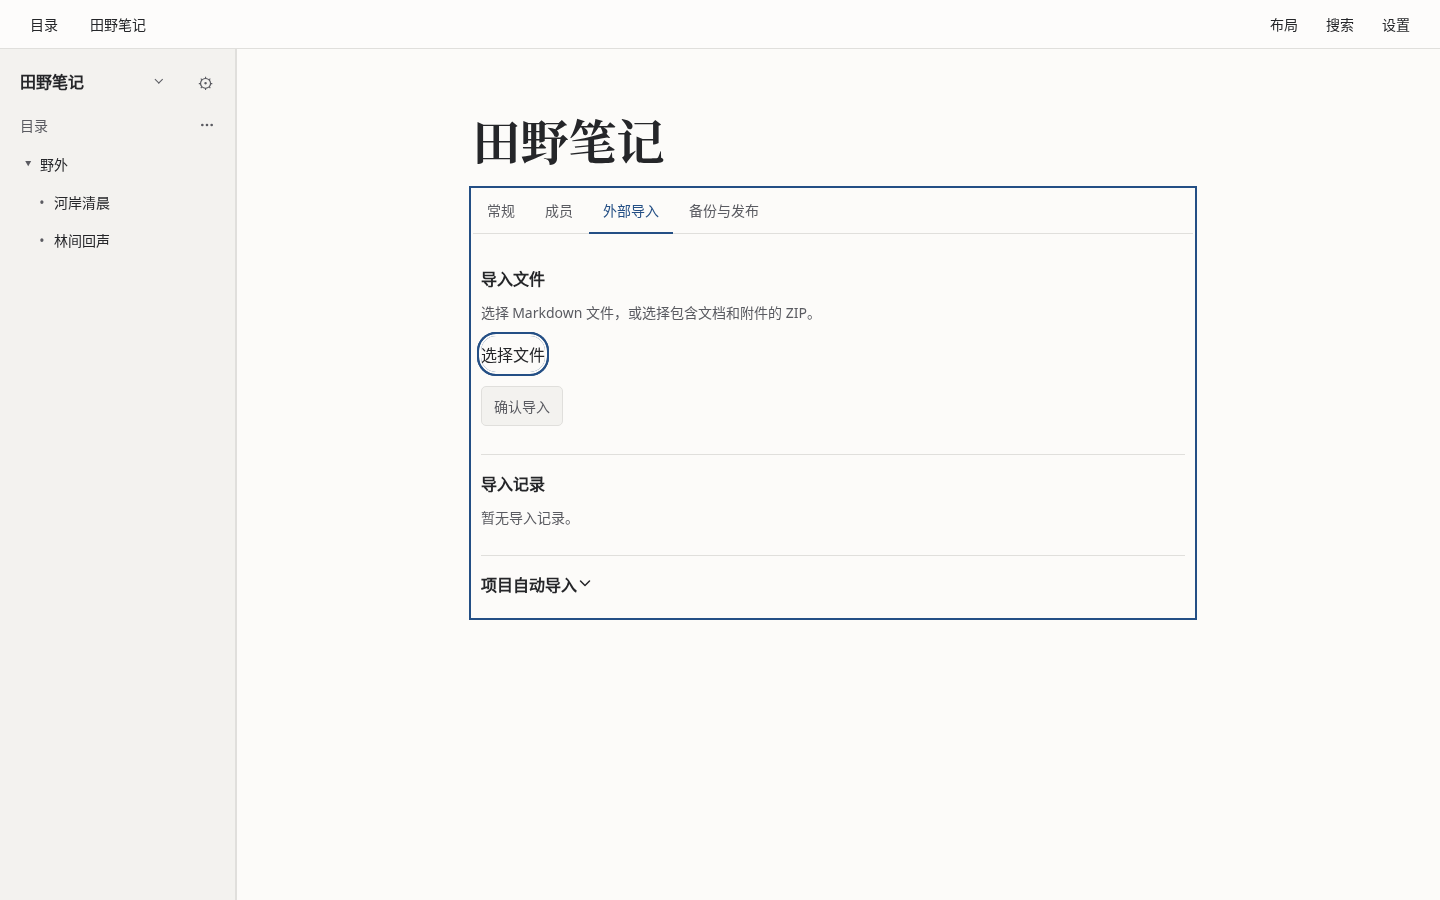 目录 田野笔记 布局 搜索 设置
田野笔记
目录
野外
河岸清晨
林间回声
田野笔记
常规 成员 外部导入 备份与发布
导入文件
选择 Markdown 文件，或选择包含文档和附件的 ZIP。
选择文件
确认导入
导入记录
暂无导入记录。
项目自动导入